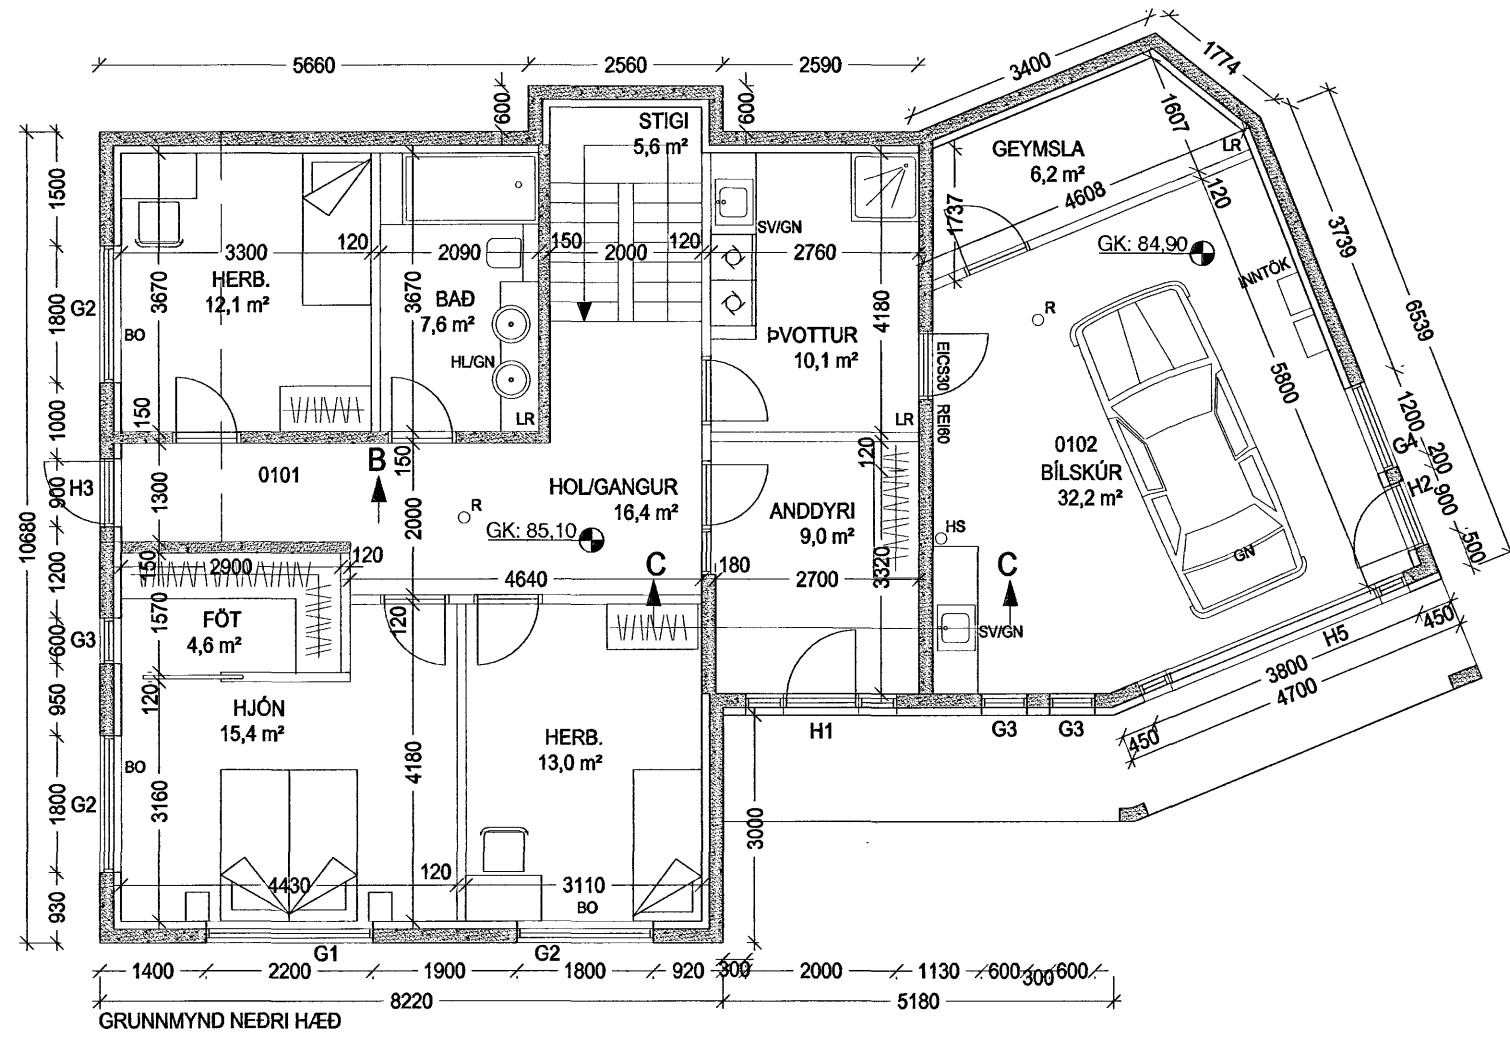 5660
2560
2590
3400
1774
600
600
STIGI
5,6 m²
GEYMSLA
6,2 m²
1607
LR
1500
4608
120
1737
SV/GN
3300
120
2090
150
2000
120
2760
GK: 84,90
3739
HERB.
12,1 m²
3670
3670
BAÐ
7,6 m²
4180
INNTÖK
6539
G2
1800
BO
HL/GN
ÞVOTTUR
10,1 m²
R
EICS30
REI60
5800
1000
150
LR
LR
1200
G4
200
H2
900
500
0101
B
150
120
0102
BÍLSKÚR
32,2 m²
H3
900
1300
HOL/GANGUR
16,4 m²
R
2000
GK: 85,10
ANDDYRI
9,0 m²
HS
GN
10680
1200
150
2900
120
4640
C
180
2700
3320
C
1570
FÖT
4,6 m²
120
SV/GN
G3
600
H5
450
3800
4700
450
950
120
HJÓN
15,4 m²
HERB.
13,0 m²
H1
G3
G3
BO
4180
G2
1800
3160
3000
930
4430
120
3110
BO
G1
G2
1400
2200
1900
1800
920
300
2000
1130
600
300
600
8220
5180
GRUNNMYND NEÐRI HÆÐ